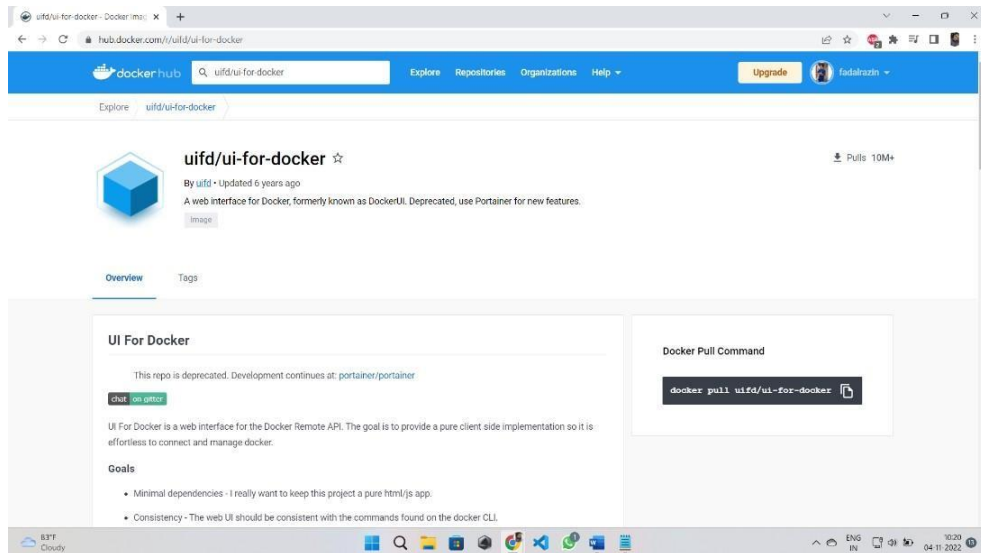 uifd/ui-for-docker - Docker Imag
hub.docker.com/r/uifd/ui-for-docker
dockerhub
uifd/ui-for-docker
Explore Repositories Organizations Help
Upgrade
fadalrazin
Explore uifd/ui-for-docker
uifd/ui-for-docker
Pulls 10M+
By uifd • Updated 6 years ago
A web interface for Docker, formerly known as DockerUI. Deprecated, use Portainer for new features.
Image
Overview Tags
UI For Docker
This repo is deprecated. Development continues at: portainer/portainer
chat on gitter
UI For Docker is a web interface for the Docker Remote API. The goal is to provide a pure client side implementation so it is
effortless to connect and manage docker.
Goals
• Minimal dependencies - I really want to keep this project a pure html/js app.
• Consistency - The web UI should be consistent with the commands found on the docker CLI.
Docker Pull Command
docker pull uifd/ui-for-docker
83°F
Cloudy
ENG
IN
10:20
04-11-2022